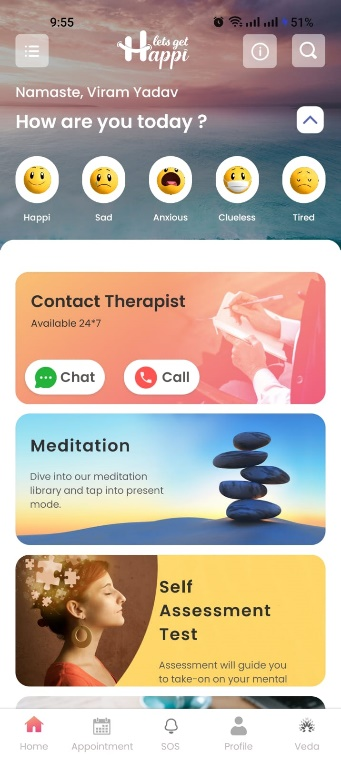 9:55
51%
lets get
Happi
Namaste, Viram Yadav
How are you today ?
Happi
Sad
Anxious
Clueless
Tired
Contact Therapist
Available 24*7
Chat
Call
Meditation
Dive into our meditation
library and tap into present
mode.
Self
Assessment
Test
Assessment will guide you
to take-on on your mental
Home
Appointment
SOS
Profile
Veda